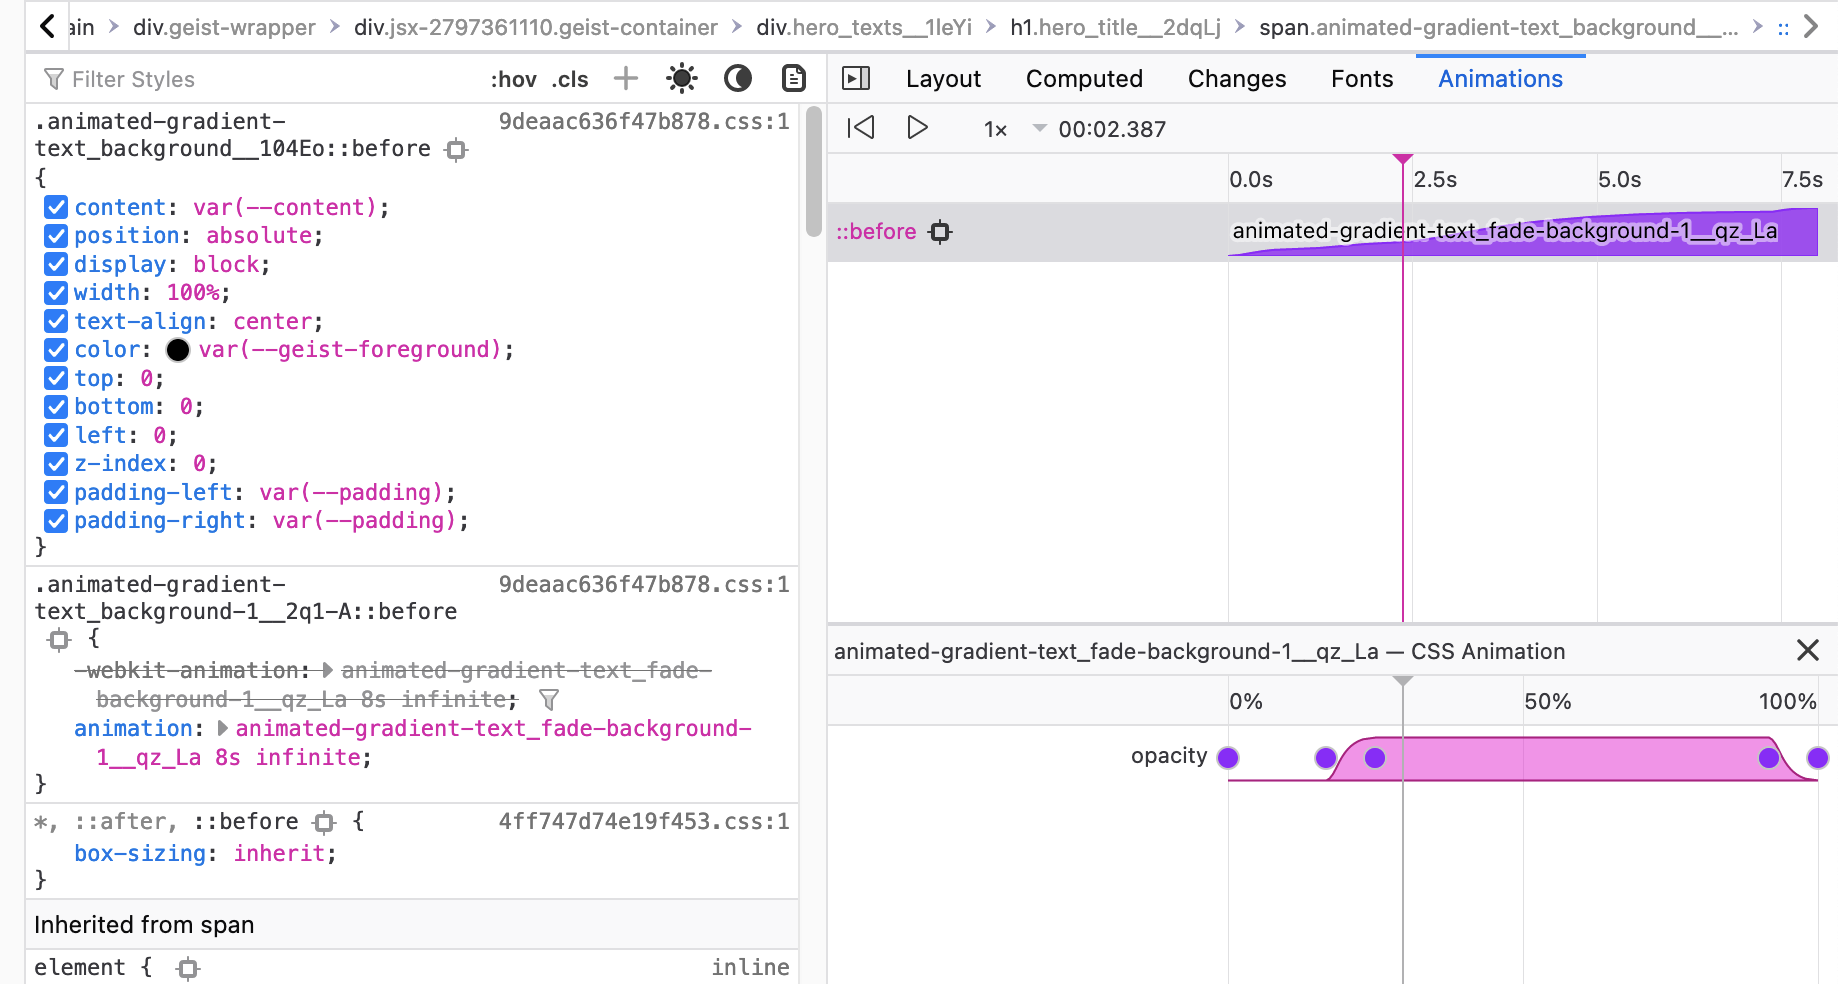 ain > div.geist-wrapper > div.jsx-2797361110.geist-container > div.hero_texts__1leYi > h1.hero_title__2dqLj > span.animated-gradient-text_background__… > ::
Filter Styles :hov .cls
.animated-gradient- 9deaac636f47b878.css:1
text_background__104Eo::before
{
content: var(--content);
position: absolute;
display: block;
width: 100%;
text-align: center;
color: var(--geist-foreground);
top: 0;
bottom: 0;
left: 0;
z-index: 0;
padding-left: var(--padding);
padding-right: var(--padding);
}
.animated-gradient- 9deaac636f47b878.css:1
text_background-1__2q1-A::before
{
-webkit-animation: animated-gradient-text_fade-
background-1__qz_La 8s infinite;
animation: animated-gradient-text_fade-background-
1__qz_La 8s infinite;
}
*, ::after, ::before { 4ff747d74e19f453.css:1
box-sizing: inherit;
}
Inherited from span
element { inline
Layout Computed Changes Fonts Animations
1× 00:02.387
0.0s 2.5s 5.0s 7.5s
::before animated-gradient-text_fade-background-1__qz_La
animated-gradient-text_fade-background-1__qz_La — CSS Animation
0% 50% 100%
opacity